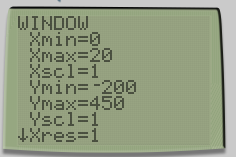 WINDOW
Xmin=0
Xmax=20
Xscl=1
Ymin=-200
Ymax=450
Yscl=1
↓Xres=1